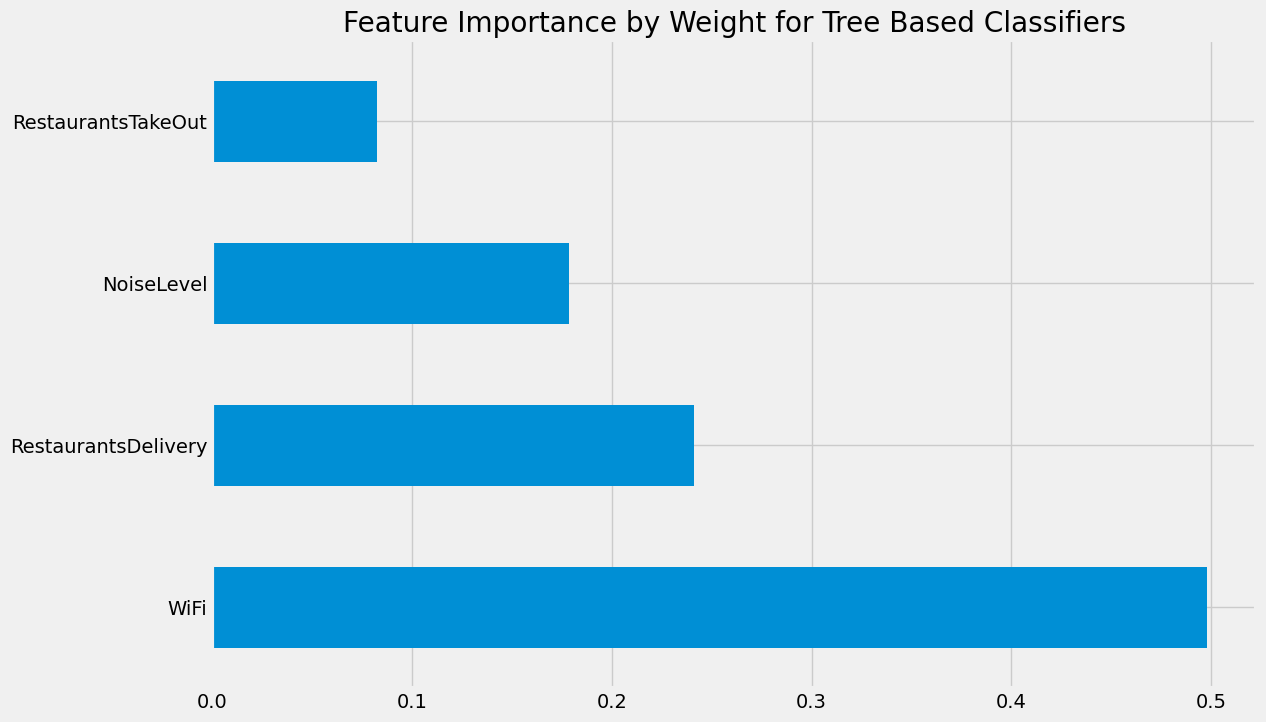 Feature Importance by Weight for Tree Based Classifiers
RestaurantsTakeOut
NoiseLevel
RestaurantsDelivery
WiFi
0.0 0.1 0.2 0.3 0.4 0.5